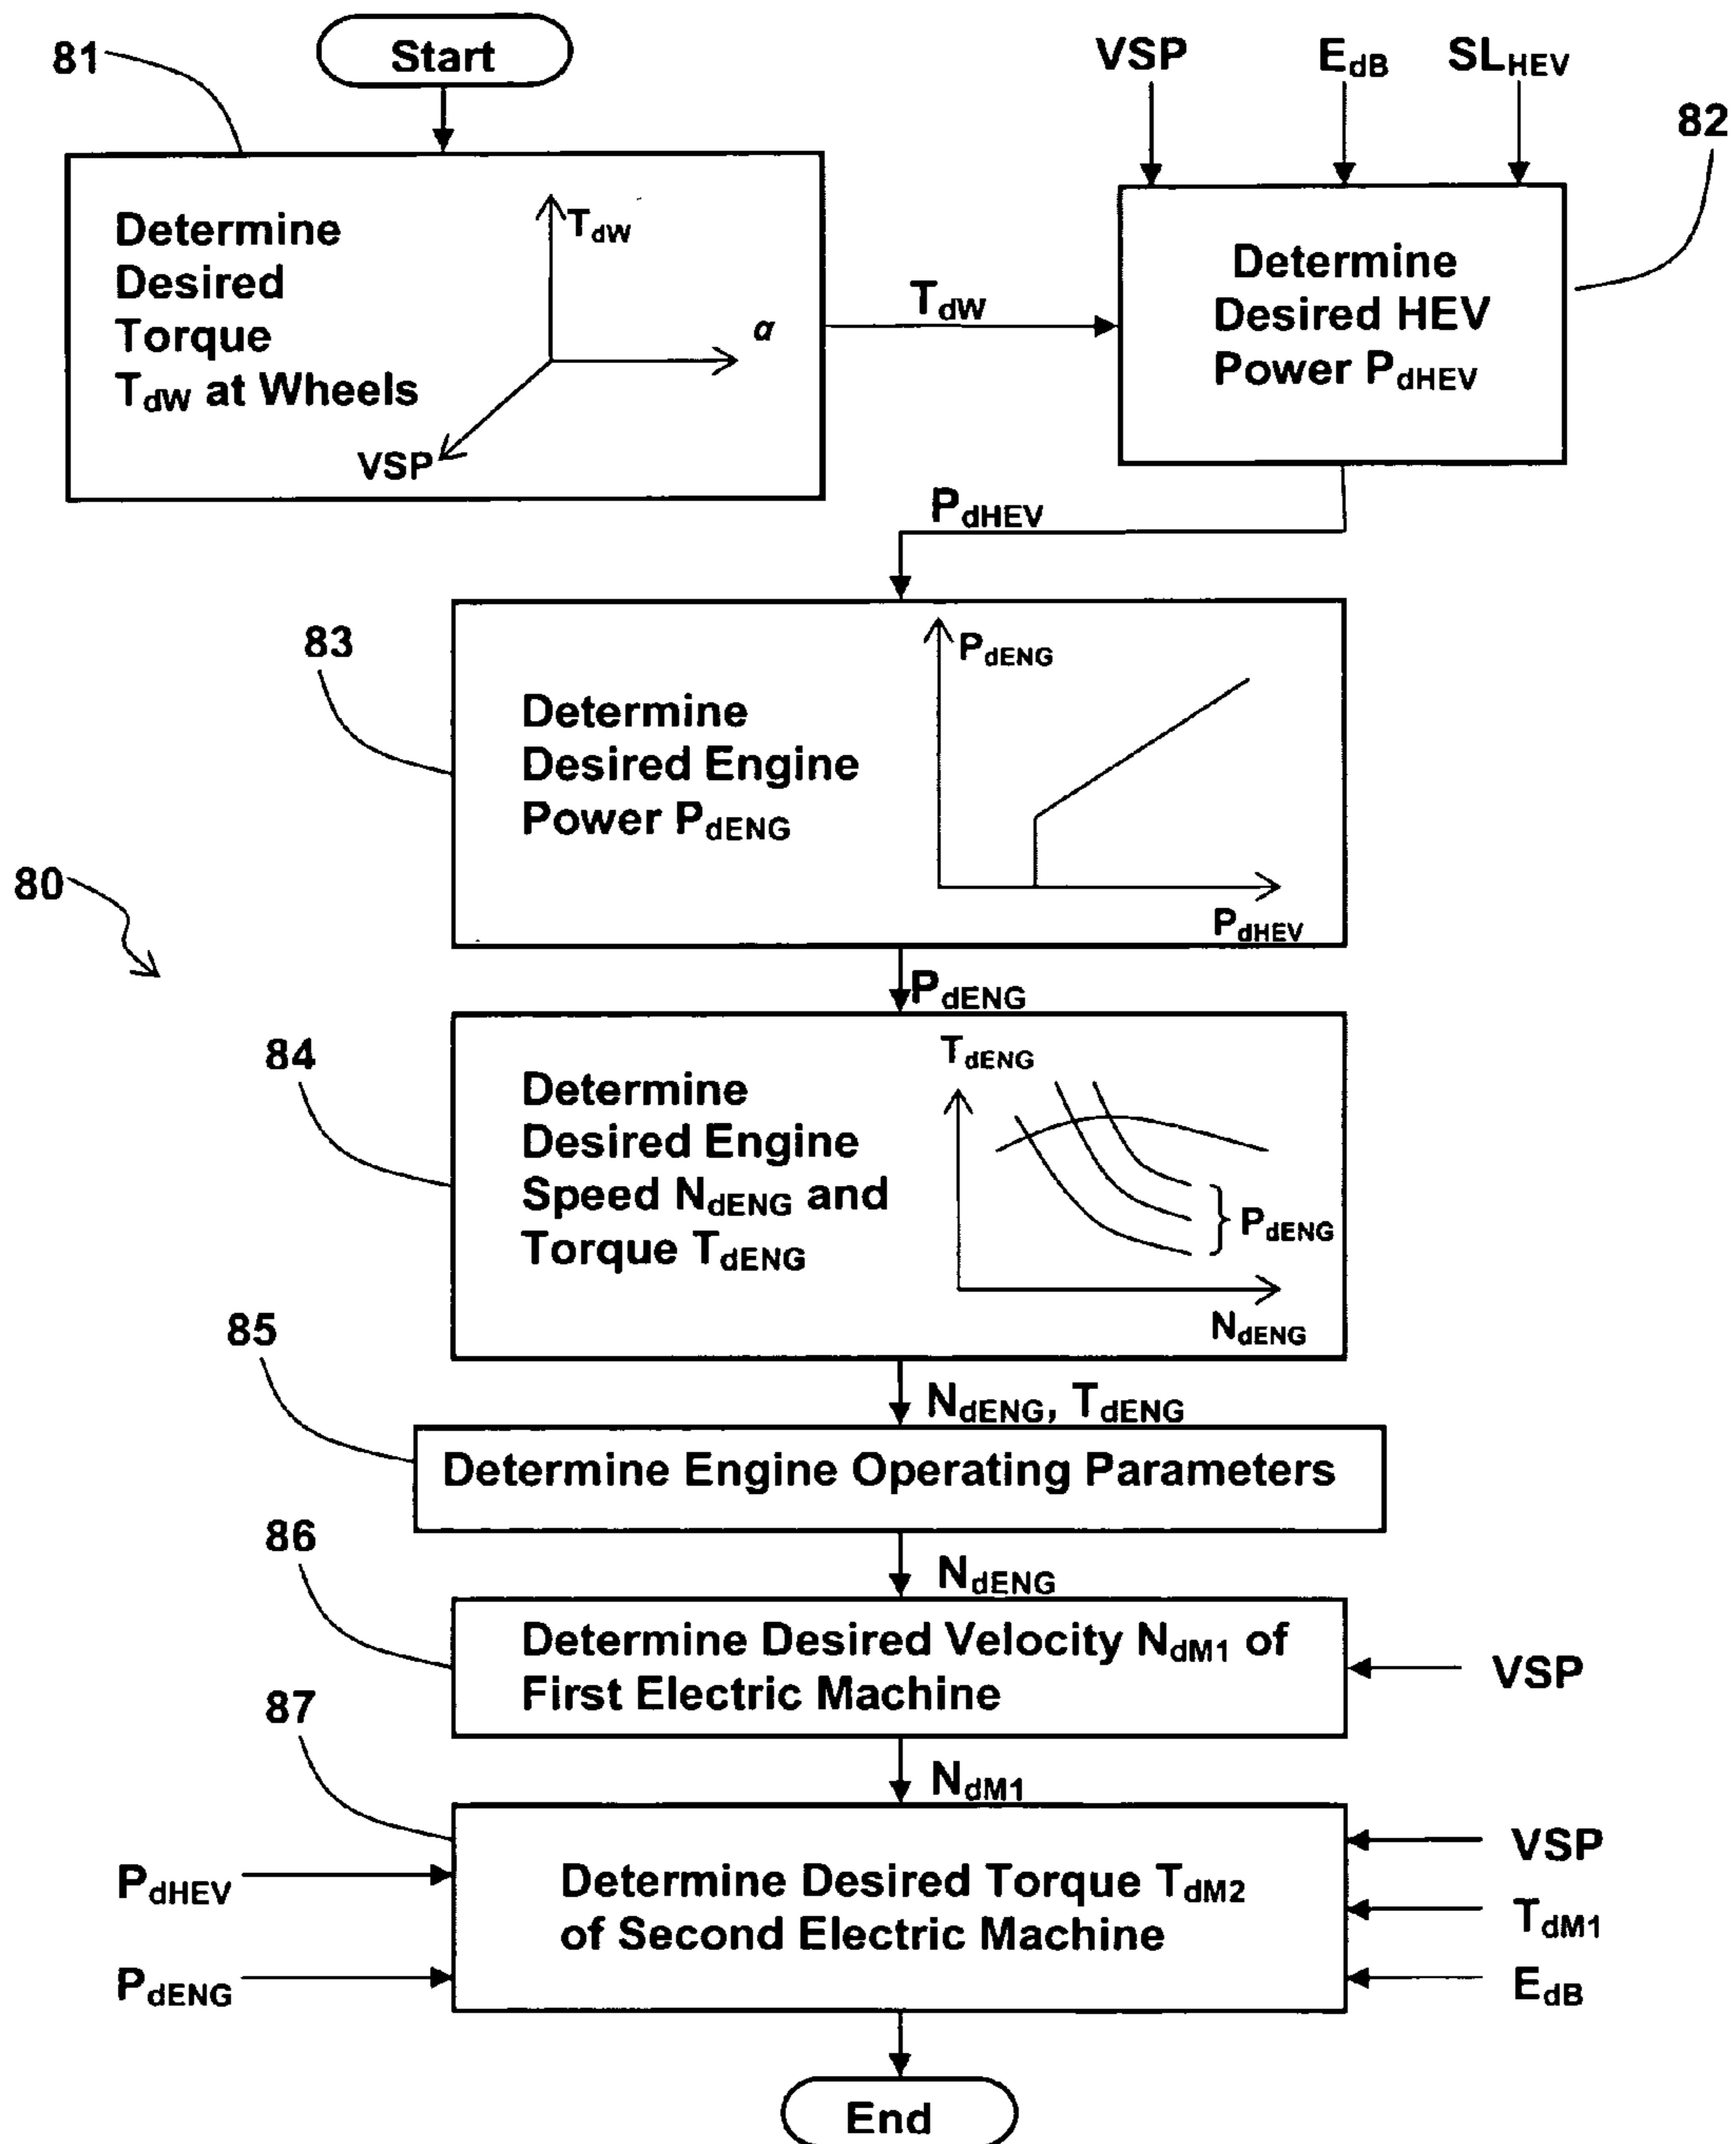 Start
81
Determine
Desired
Torque
TdW at Wheels
TdW
α
VSP
TdW
VSP
EdB
SLHEV
82
Determine
Desired HEV
Power PdHEV
PdHEV
83
Determine
Desired Engine
Power PdENG
PdENG
PdHEV
80
PdENG
84
Determine
Desired Engine
Speed NdENG and
Torque TdENG
TdENG
PdENG
NdENG
85
NdENG, TdENG
Determine Engine Operating Parameters
86
NdENG
Determine Desired Velocity NdM1 of
First Electric Machine
VSP
87
NdM1
PdHEV
PdENG
Determine Desired Torque TdM2
of Second Electric Machine
VSP
TdM1
EdB
End